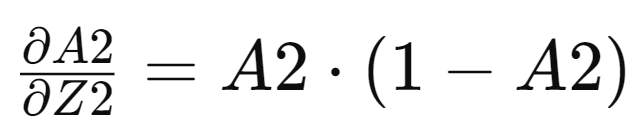 ∂A2/∂Z2 = A2 · (1 − A2)